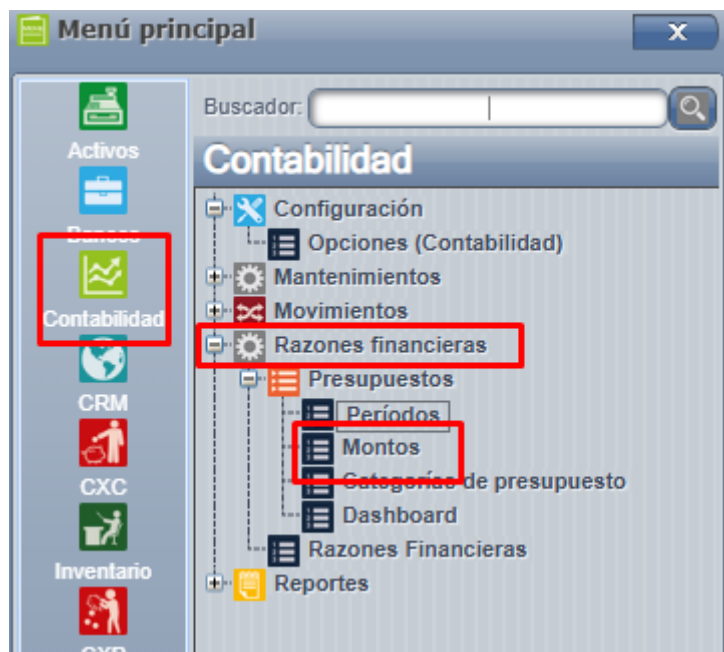 Menú principal
x
Buscador:
Activos
Contabilidad
Configuración
Bancos
Opciones (Contabilidad)
Mantenimientos
Contabilidad
Movimientos
Razones financieras
Presupuestos
CRM
Períodos
Montos
CXC
Categorías de presupuesto
Dashboard
Razones Financieras
Inventario
Reportes
CXP